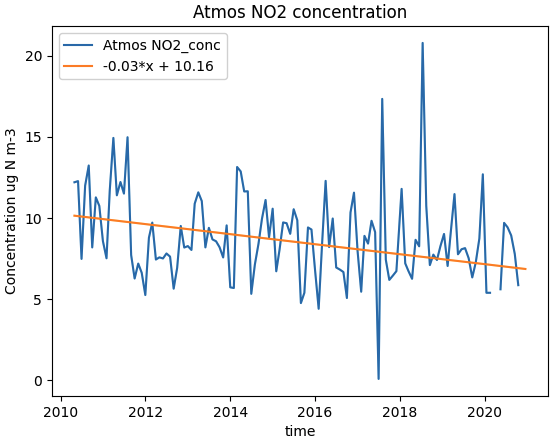 Atmos NO2 concentration
Atmos NO2_conc
-0.03*x + 10.16
Concentration ug N m-3
20
15
10
5
0
2010 2012 2014 2016 2018 2020
time